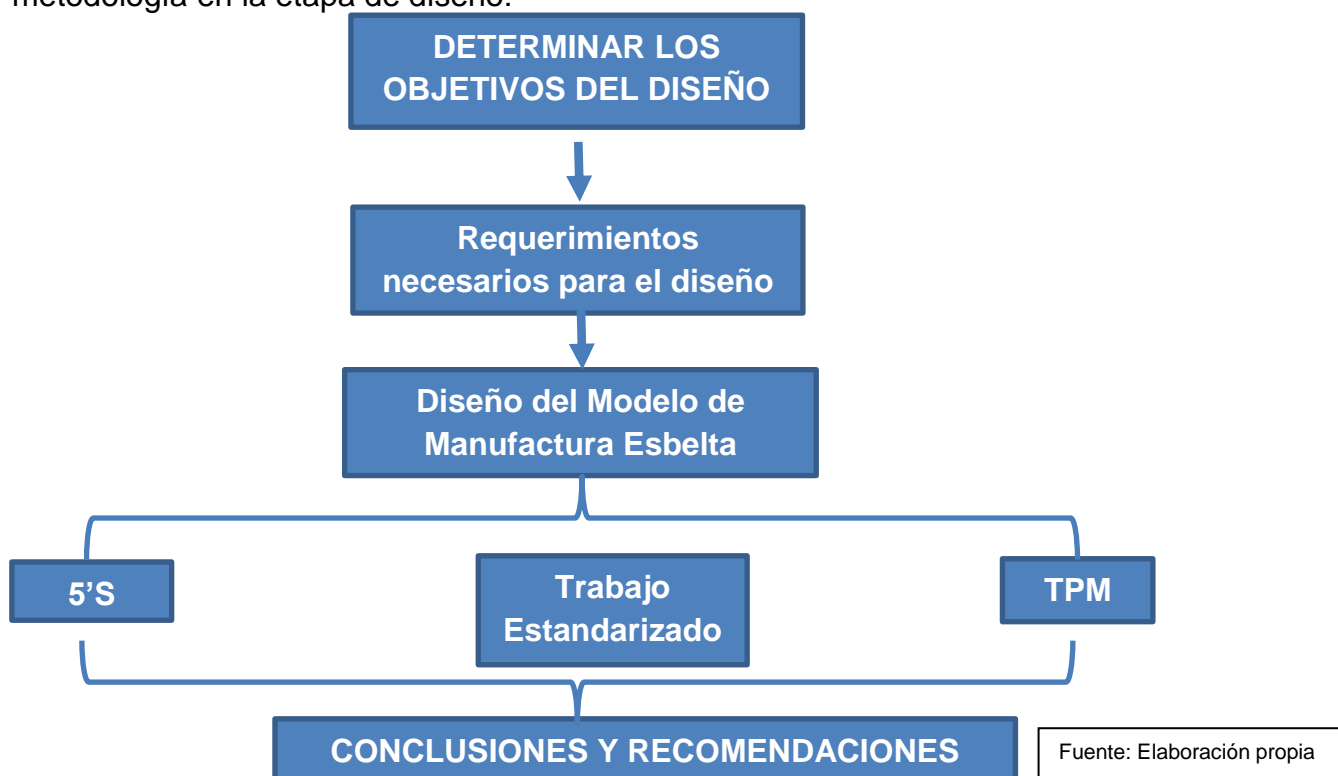 metodología en la etapa de diseño.
DETERMINAR LOS
OBJETIVOS DEL DISEÑO
Requerimientos
necesarios para el diseño
Diseño del Modelo de
Manufactura Esbelta
5’S
Trabajo
Estandarizado
TPM
CONCLUSIONES Y RECOMENDACIONES
Fuente: Elaboración propia